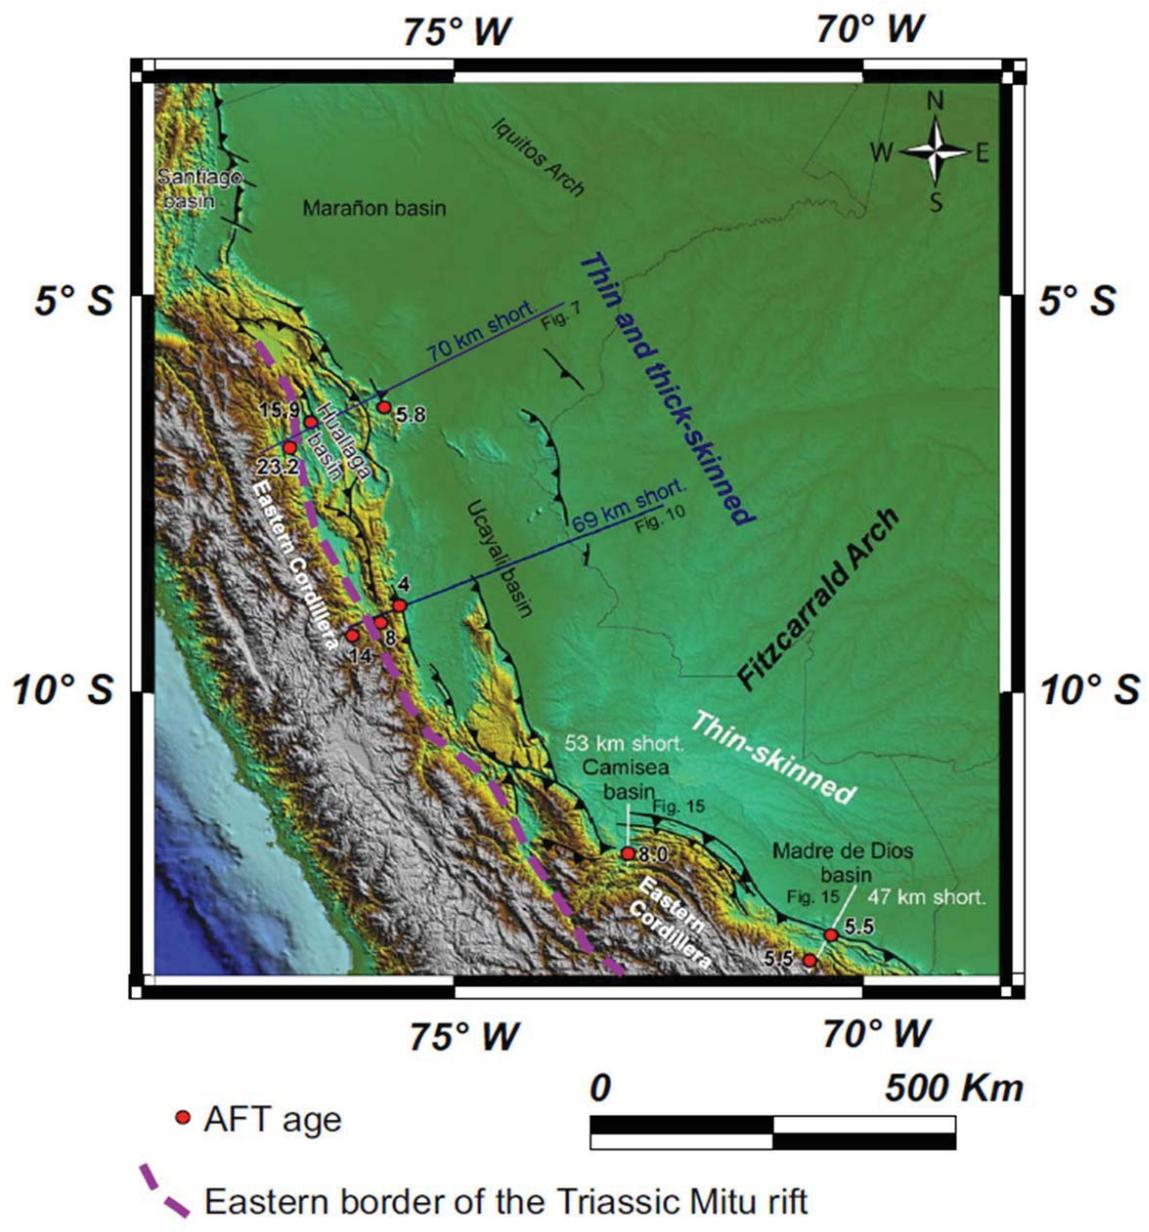 75° W
70° W
N
W
E
S
Iquitos Arch
Santiago
basin
Marañon basin
5° S
5° S
Thin and thick-skinned
70 km short.
Fig. 7
15.9
5.8
Huallaga
basin
23.2
Eastern Cordillera
69 km short.
Fig. 10
Ucayali basin
Fitzcarrald Arch
4
8
14
10° S
10° S
Thin-skinned
53 km short.
Camisea
basin
Fig. 15
8.0
Madre de Dios
basin
Fig. 15
47 km short.
Eastern
Cordillera
5.5
5.5
75° W
70° W
0
500 Km
AFT age
Eastern border of the Triassic Mitu rift